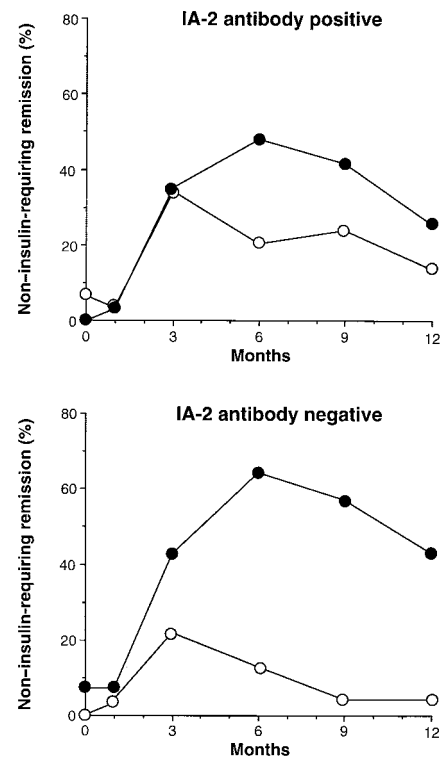 IA-2 antibody positive
Non–insulin-requiring remission (%)
80
60
40
20
0
0 1 3 6 9 12
Months
IA-2 antibody negative
Non–insulin-requiring remission (%)
80
60
40
20
0
0 1 3 6 9 12
Months